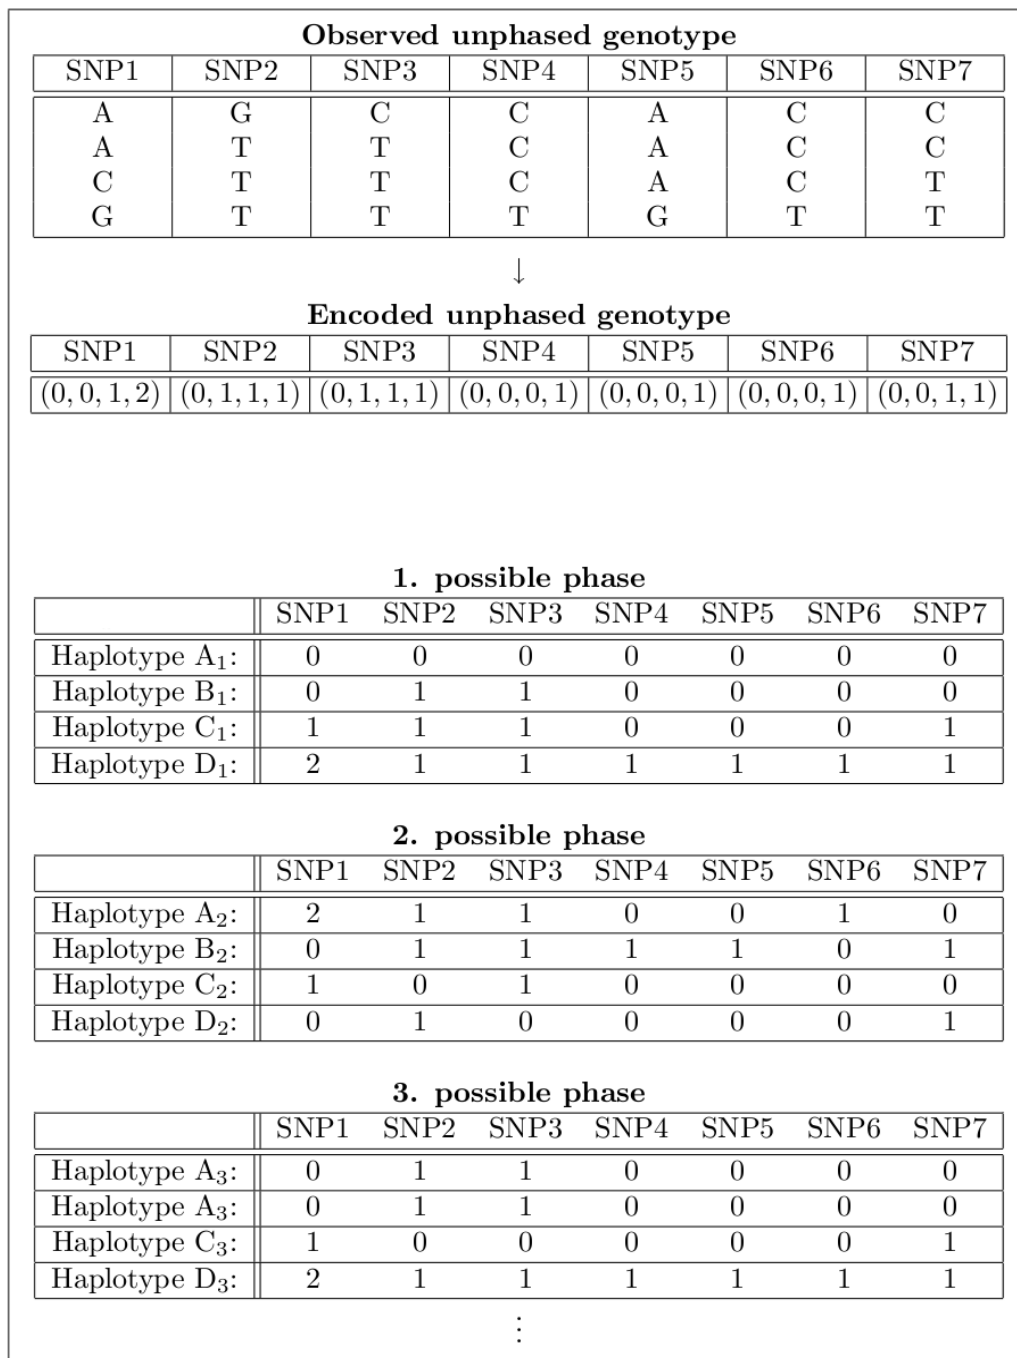 Observed unphased genotype
SNP1 SNP2 SNP3 SNP4 SNP5 SNP6 SNP7
A G C C A C C
A T T C A C C
C T T C A C T
G T T T G T T
↓
Encoded unphased genotype
SNP1 SNP2 SNP3 SNP4 SNP5 SNP6 SNP7
(0, 0, 1, 2) (0, 1, 1, 1) (0, 1, 1, 1) (0, 0, 0, 1) (0, 0, 0, 1) (0, 0, 0, 1) (0, 0, 1, 1)
1. possible phase
SNP1 SNP2 SNP3 SNP4 SNP5 SNP6 SNP7
Haplotype A₁: 0 0 0 0 0 0 0
Haplotype B₁: 0 1 1 0 0 0 0
Haplotype C₁: 1 1 1 0 0 0 1
Haplotype D₁: 2 1 1 1 1 1 1
2. possible phase
SNP1 SNP2 SNP3 SNP4 SNP5 SNP6 SNP7
Haplotype A₂: 2 1 1 0 0 1 0
Haplotype B₂: 0 1 1 1 1 0 1
Haplotype C₂: 1 0 1 0 0 0 0
Haplotype D₂: 0 1 0 0 0 0 1
3. possible phase
SNP1 SNP2 SNP3 SNP4 SNP5 SNP6 SNP7
Haplotype A₃: 0 1 1 0 0 0 0
Haplotype A₃: 0 1 1 0 0 0 0
Haplotype C₃: 1 0 0 0 0 0 1
Haplotype D₃: 2 1 1 1 1 1 1
⋮